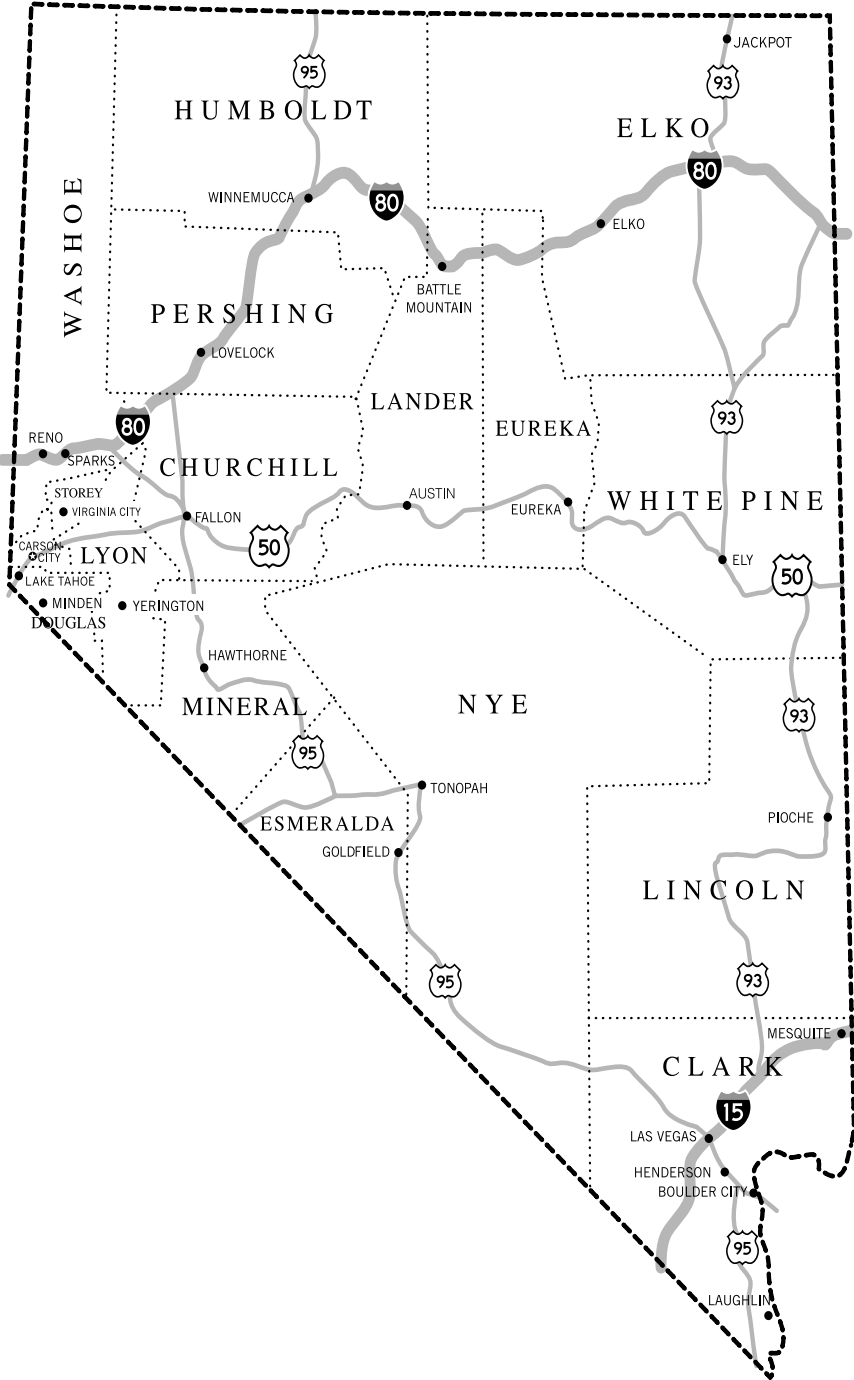 JACKPOT
95
93
HUMBOLDT
ELKO
80
WASHOE
WINNEMUCCA
80
ELKO
BATTLE
MOUNTAIN
PERSHING
LOVELOCK
LANDER
93
80
EUREKA
RENO
SPARKS
CHURCHILL
STOREY
AUSTIN
WHITE PINE
VIRGINIA CITY
FALLON
EUREKA
CARSON
CITY
LYON
50
ELY
50
LAKE TAHOE
MINDEN
YERINGTON
DOUGLAS
HAWTHORNE
MINERAL
NYE
93
95
TONOPAH
PIOCHE
ESMERALDA
GOLDFIELD
LINCOLN
95
93
MESQUITE
CLARK
15
LAS VEGAS
HENDERSON
BOULDER CITY
95
LAUGHLIN